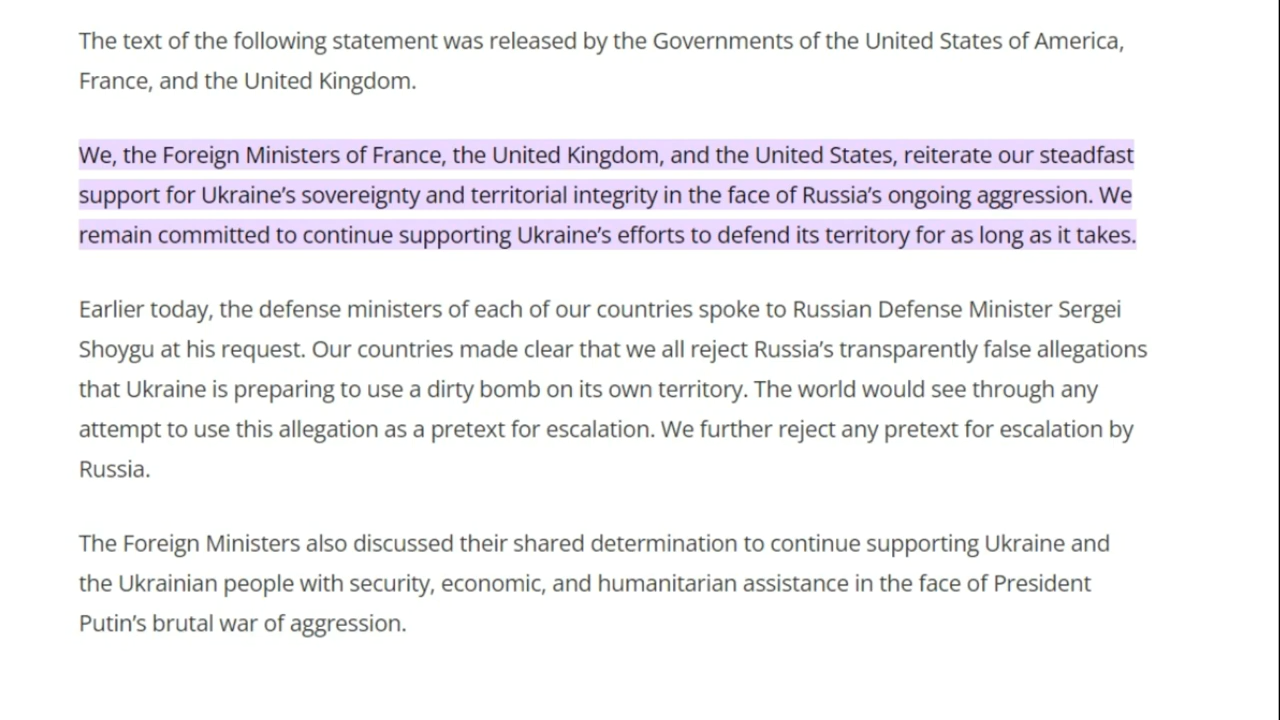 The text of the following statement was released by the Governments of the United States of America,
France, and the United Kingdom.
We, the Foreign Ministers of France, the United Kingdom, and the United States, reiterate our steadfast
support for Ukraine’s sovereignty and territorial integrity in the face of Russia’s ongoing aggression. We
remain committed to continue supporting Ukraine’s efforts to defend its territory for as long as it takes.
Earlier today, the defense ministers of each of our countries spoke to Russian Defense Minister Sergei
Shoygu at his request. Our countries made clear that we all reject Russia’s transparently false allegations
that Ukraine is preparing to use a dirty bomb on its own territory. The world would see through any
attempt to use this allegation as a pretext for escalation. We further reject any pretext for escalation by
Russia.
The Foreign Ministers also discussed their shared determination to continue supporting Ukraine and
the Ukrainian people with security, economic, and humanitarian assistance in the face of President
Putin’s brutal war of aggression.